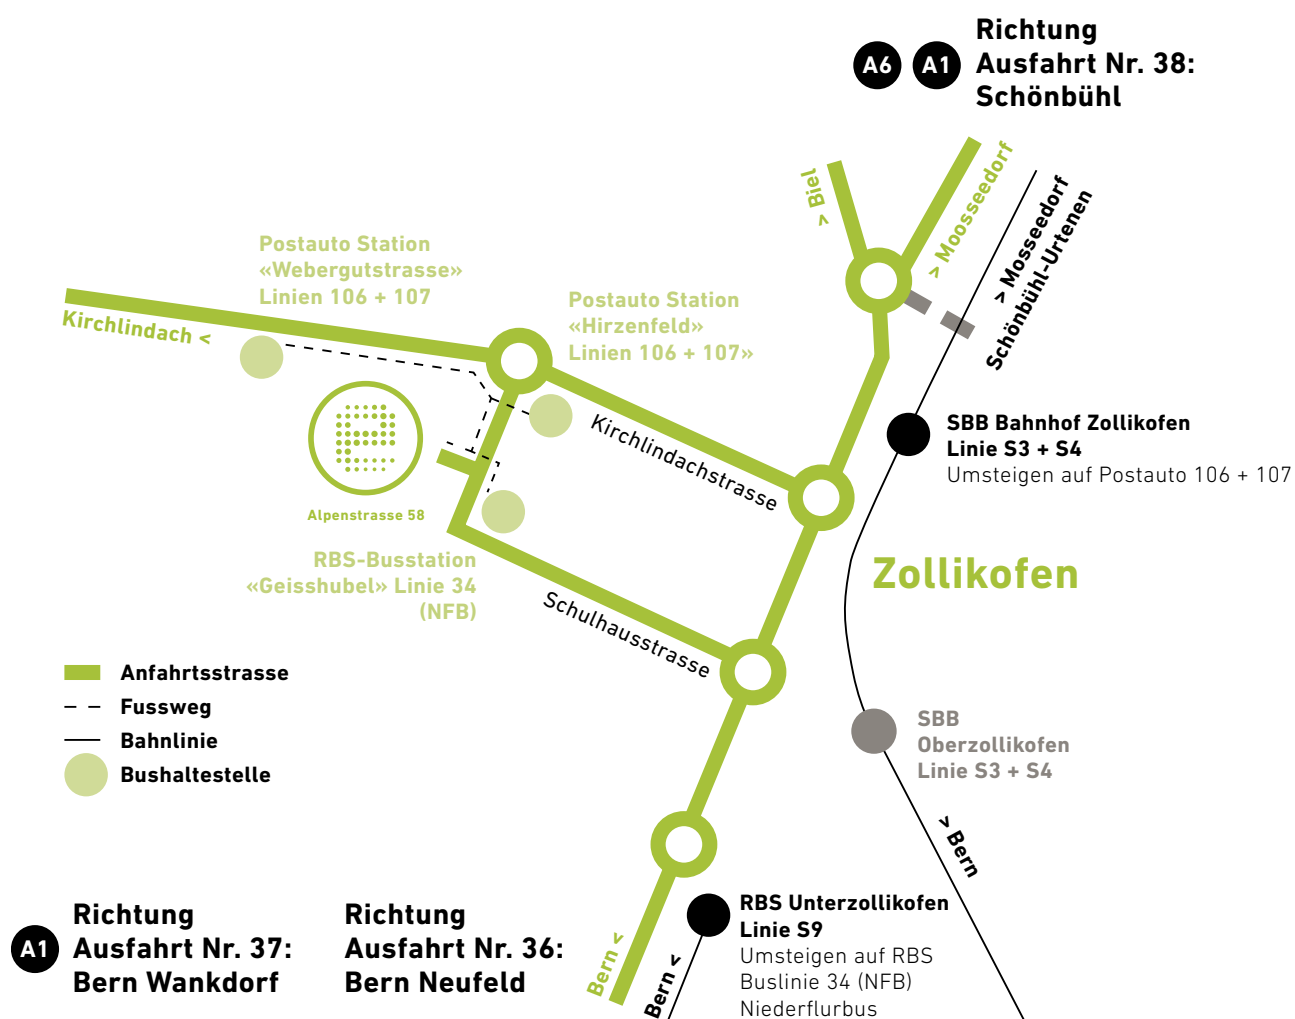 A6 A1
Richtung
Ausfahrt Nr. 38:
Schönbühl
> Biel
> Moosseedorf
> Mosseedorf
Schönbühl-Urtenen
Postauto Station
«Webergutstrasse»
Linien 106 + 107
Kirchlindach <
Postauto Station
«Hirzenfeld»
Linien 106 + 107»
Kirchlindachstrasse
SBB Bahnhof Zollikofen
Linie S3 + S4
Umsteigen auf Postauto 106 + 107
Alpenstrasse 58
RBS-Busstation
«Geisshubel» Linie 34
(NFB)
Schulhausstrasse
Zollikofen
Anfahrtsstrasse
Fussweg
Bahnlinie
Bushaltestelle
SBB
Oberzollikofen
Linie S3 + S4
> Bern
A1
Richtung
Ausfahrt Nr. 37:
Bern Wankdorf
Richtung
Ausfahrt Nr. 36:
Bern Neufeld
Bern <
Bern <
RBS Unterzollikofen
Linie S9
Umsteigen auf RBS
Buslinie 34 (NFB)
Niederflurbus